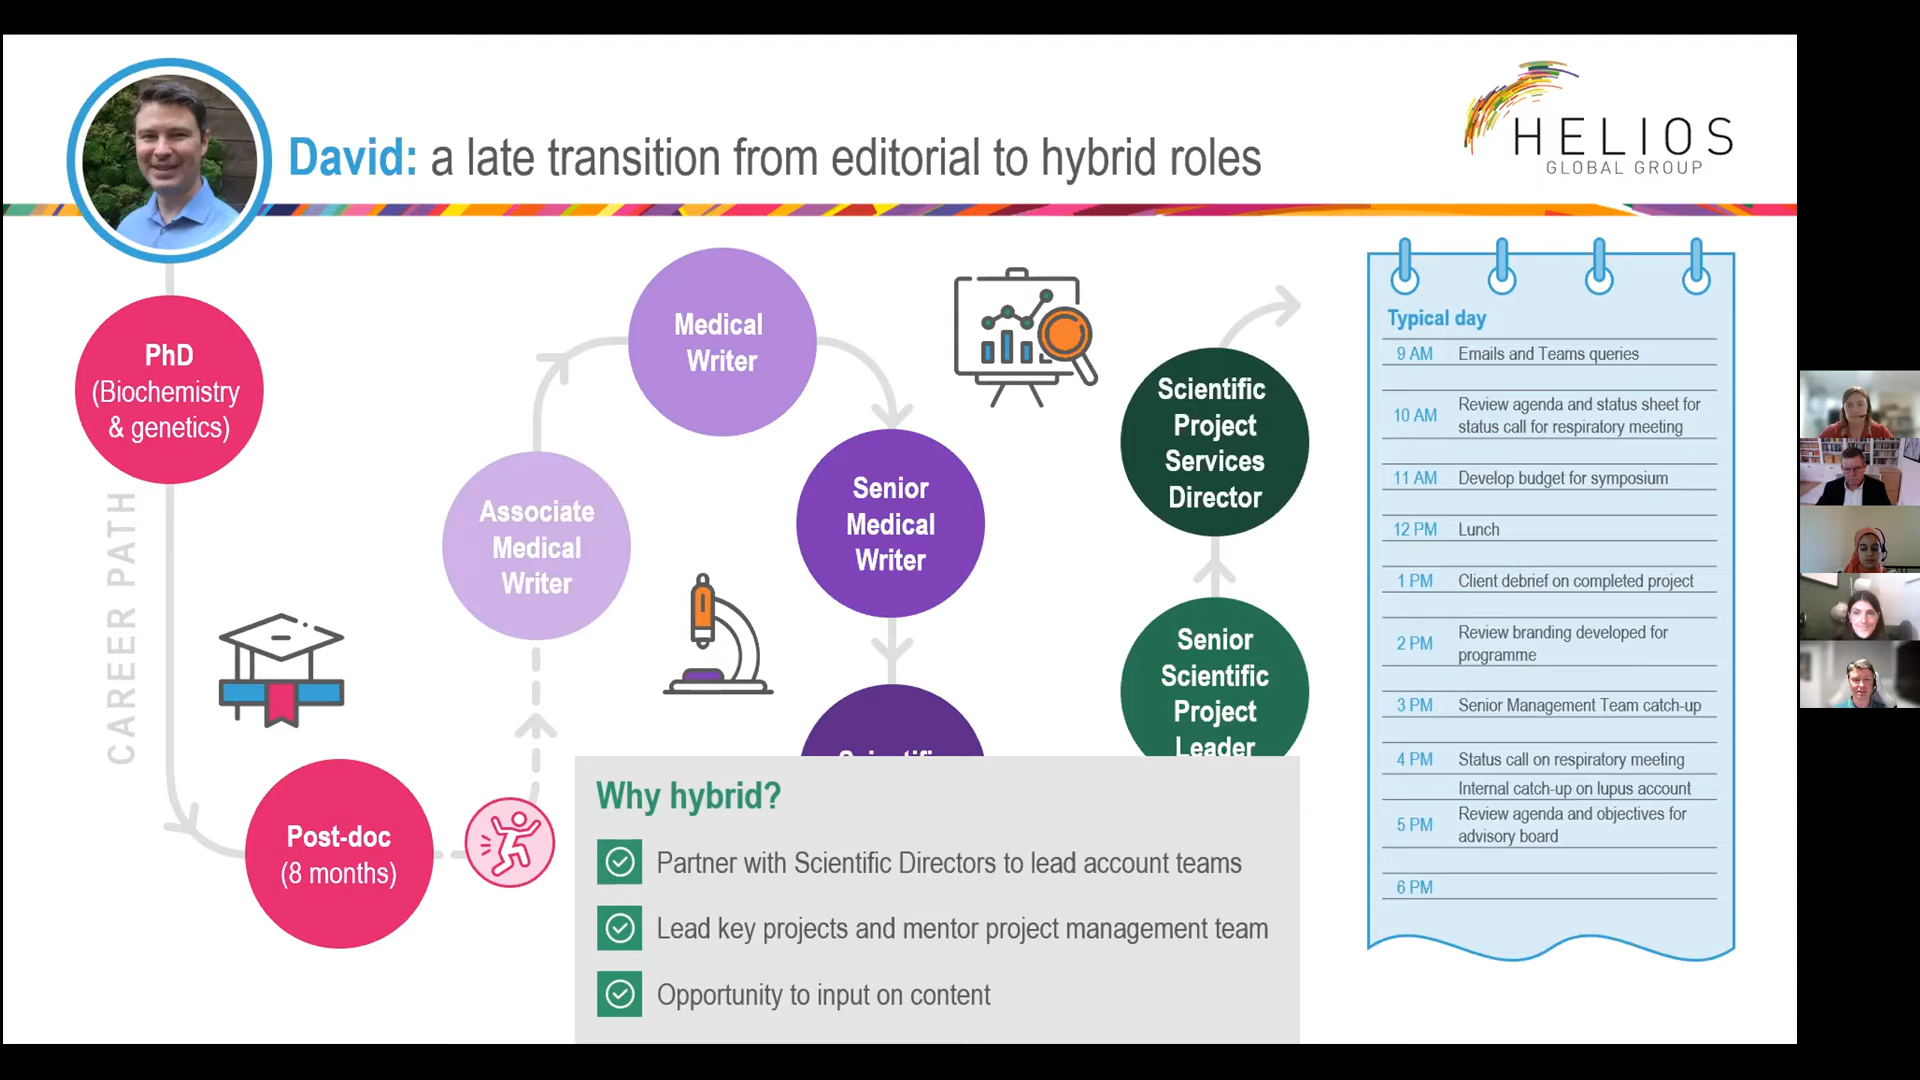 David: a late transition from editorial to hybrid roles
HELIOS
GLOBAL GROUP
CAREER PATH
PhD
(Biochemistry
& genetics)
Post-doc
(8 months)
Associate
Medical
Writer
Medical
Writer
Senior
Medical
Writer
Senior
Scientific
Project
Leader
Scientific
Project
Services
Director
Why hybrid?
Partner with Scientific Directors to lead account teams
Lead key projects and mentor project management team
Opportunity to input on content
Typical day
9 AM Emails and Teams queries
10 AM Review agenda and status sheet for
status call for respiratory meeting
11 AM Develop budget for symposium
12 PM Lunch
1 PM Client debrief on completed project
2 PM Review branding developed for
programme
3 PM Senior Management Team catch-up
4 PM Status call on respiratory meeting
Internal catch-up on lupus account
5 PM Review agenda and objectives for
advisory board
6 PM